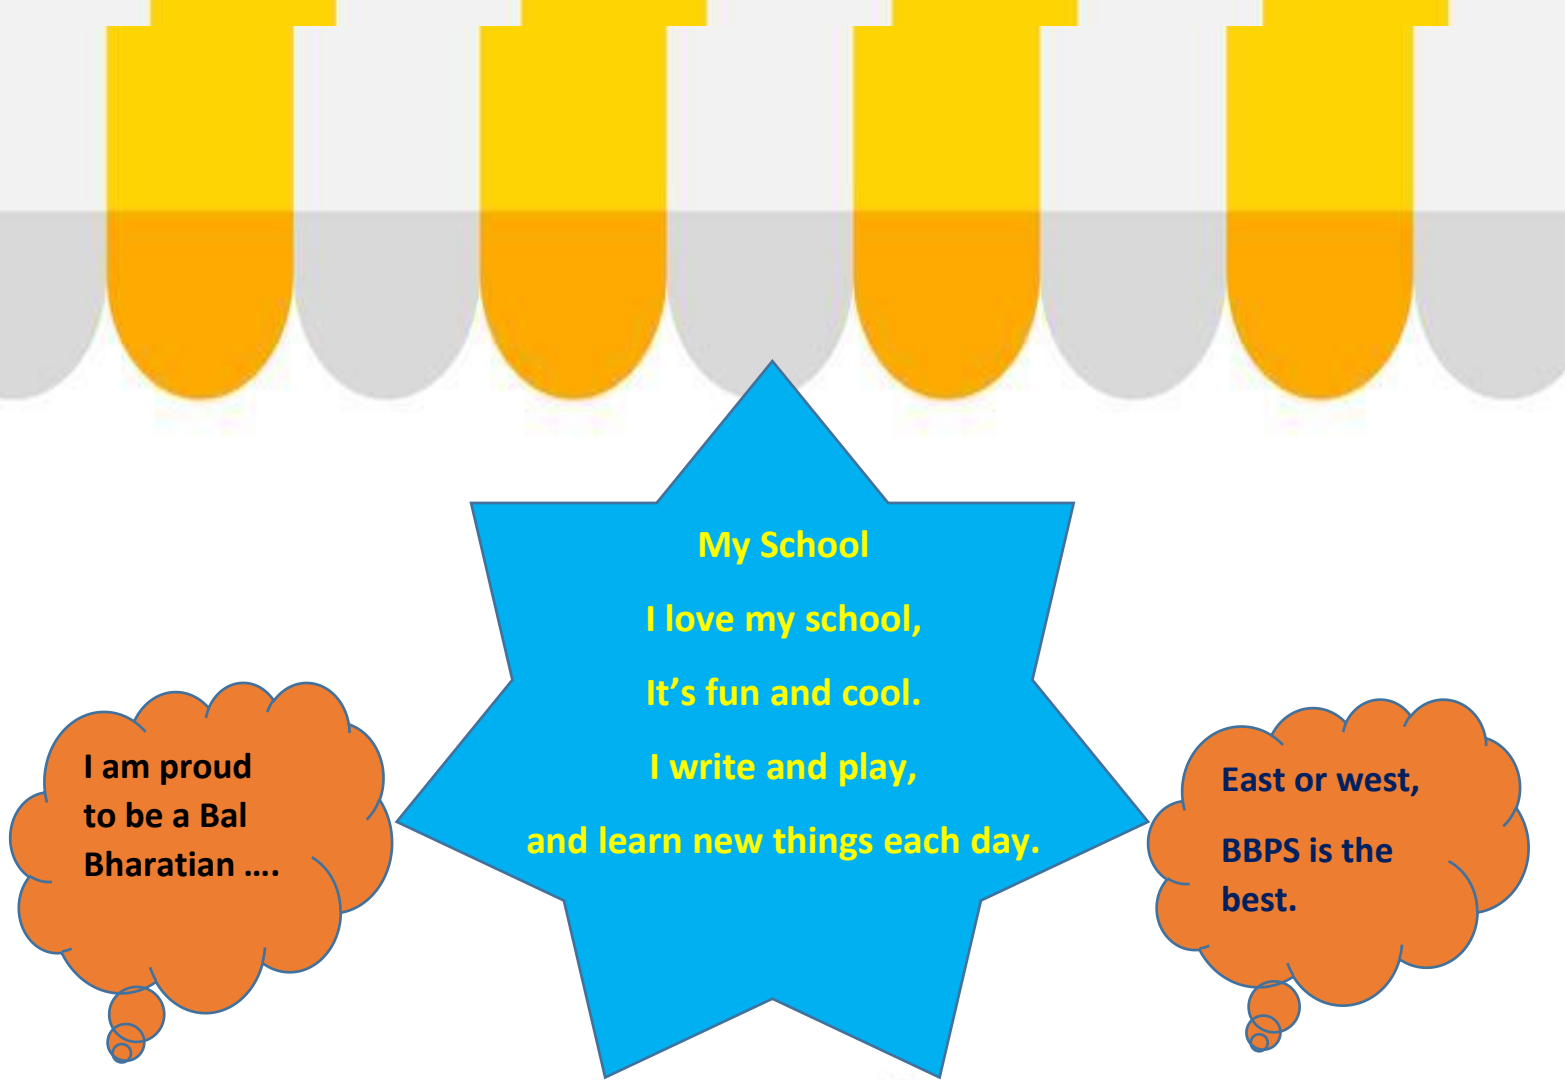 My School
I love my school,
It’s fun and cool.
I write and play,
and learn new things each day.
I am proud
to be a Bal
Bharatian ....
East or west,
BBPS is the
best.